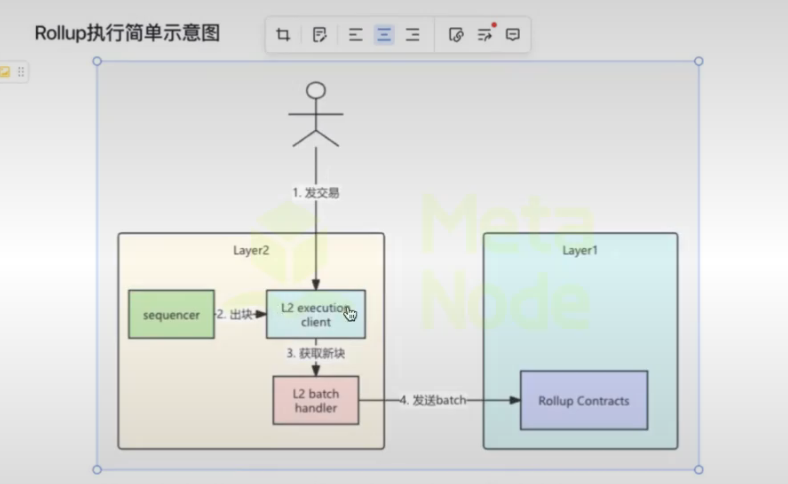 Rollup执行简单示意图
1. 发交易
Meta
Node
Layer2
Layer1
sequencer
2. 出块
L2 execution
client
3. 获取新块
L2 batch
handler
4. 发送batch
Rollup Contracts